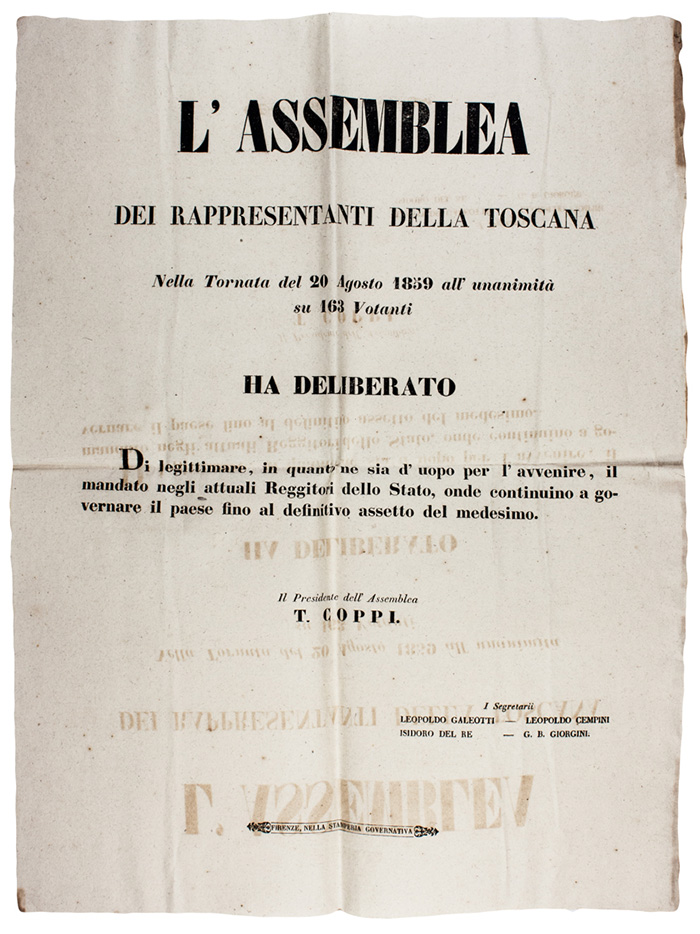 L' ASSEMBLEA
DEI RAPPRESENTANTI DELLA TOSCANA
Nella Tornata del 20 Agosto 1859 all' unanimità
su 163 Votanti
HA DELIBERATO
Di legittimare, in quanto ne sia d' uopo per l' avvenire, il
mandato negli attuali Reggitori dello Stato, onde continuino a go-
vernare il paese fino al definitivo assetto del medesimo.
Il Presidente dell' Assemblea
T. COPPI.
I Segretarii
LEOPOLDO GALEOTTI — LEOPOLDO CEMPINI
ISIDORO DEL RE — G. B. GIORGINI.
FIRENZE, NELLA STAMPERIA GOVERNATIVA